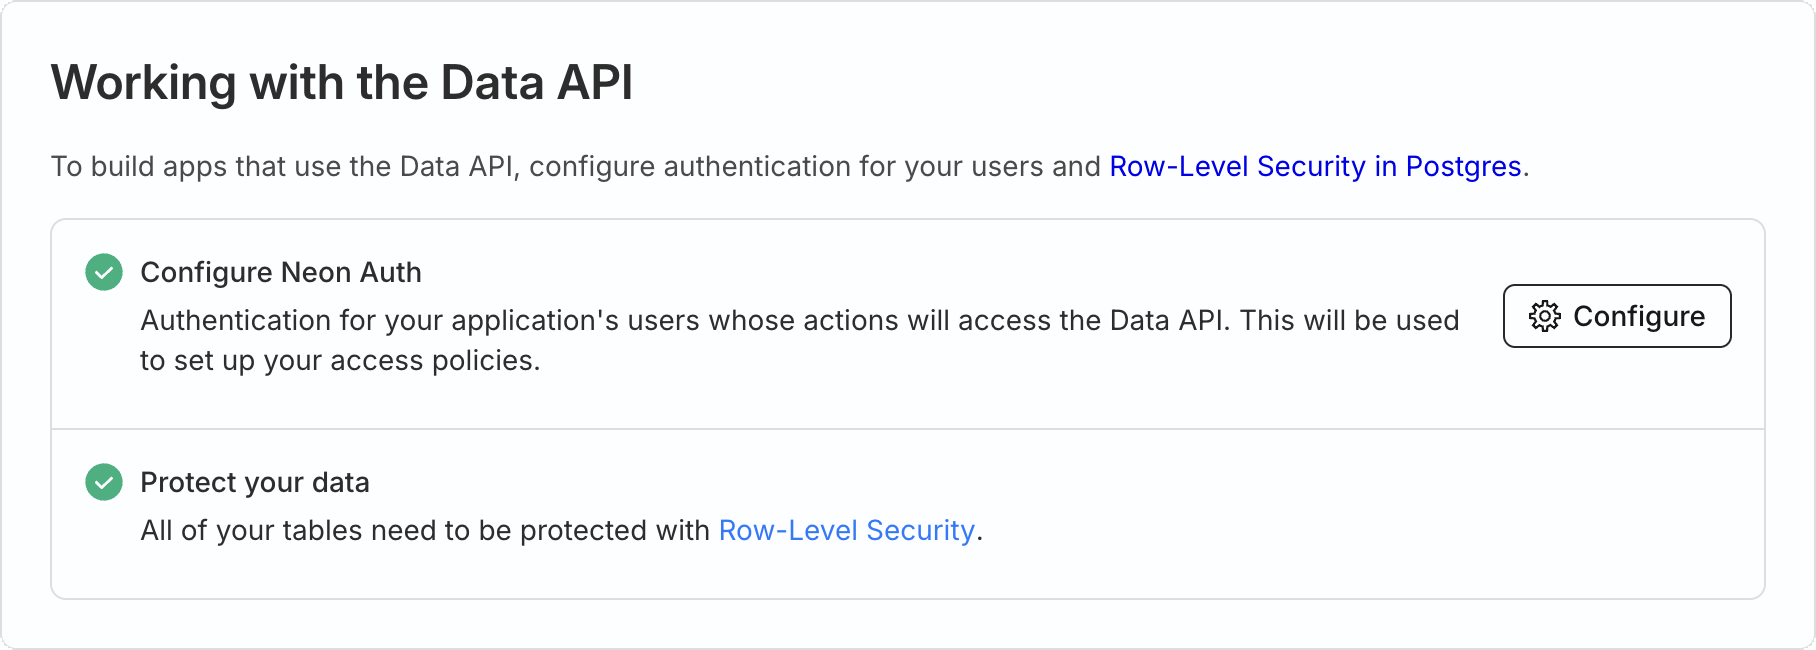 Working with the Data API
To build apps that use the Data API, configure authentication for your users and Row-Level Security in Postgres.
Configure Neon Auth
Authentication for your application's users whose actions will access the Data API. This will be used
to set up your access policies.
Configure
Protect your data
All of your tables need to be protected with Row-Level Security.